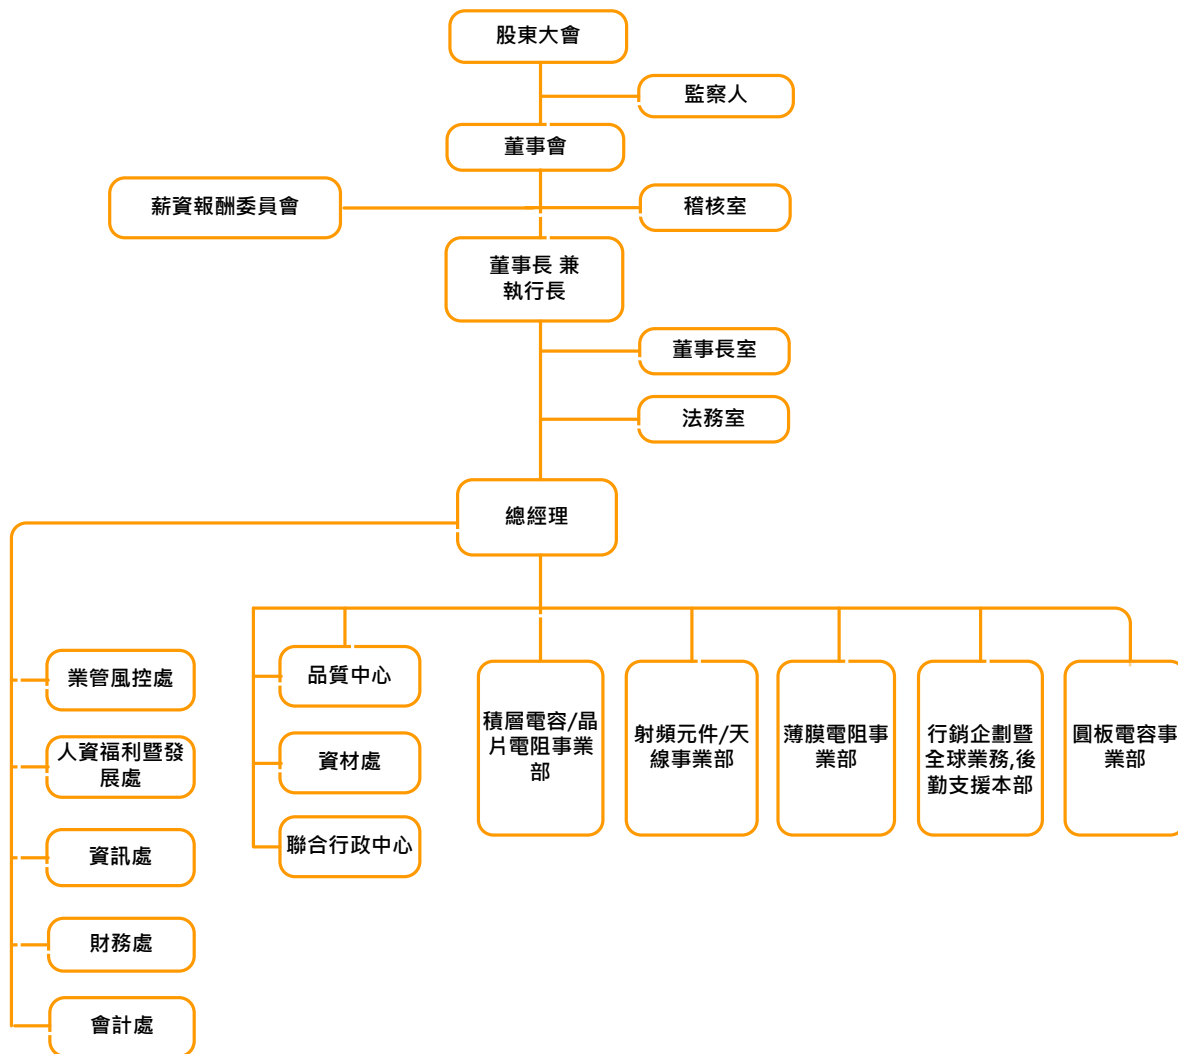 股東大會
監察人
董事會
薪資報酬委員會
稽核室
董事長 兼
執行長
董事長室
法務室
總經理
業管風控處
人資福利暨發
展處
資訊處
財務處
會計處
品質中心
資材處
聯合行政中心
積層電容/晶
片電阻事業
部
射頻元件/天
線事業部
薄膜電阻事
業部
行銷企劃暨
全球業務,後
勤支援本部
圓板電容事
業部